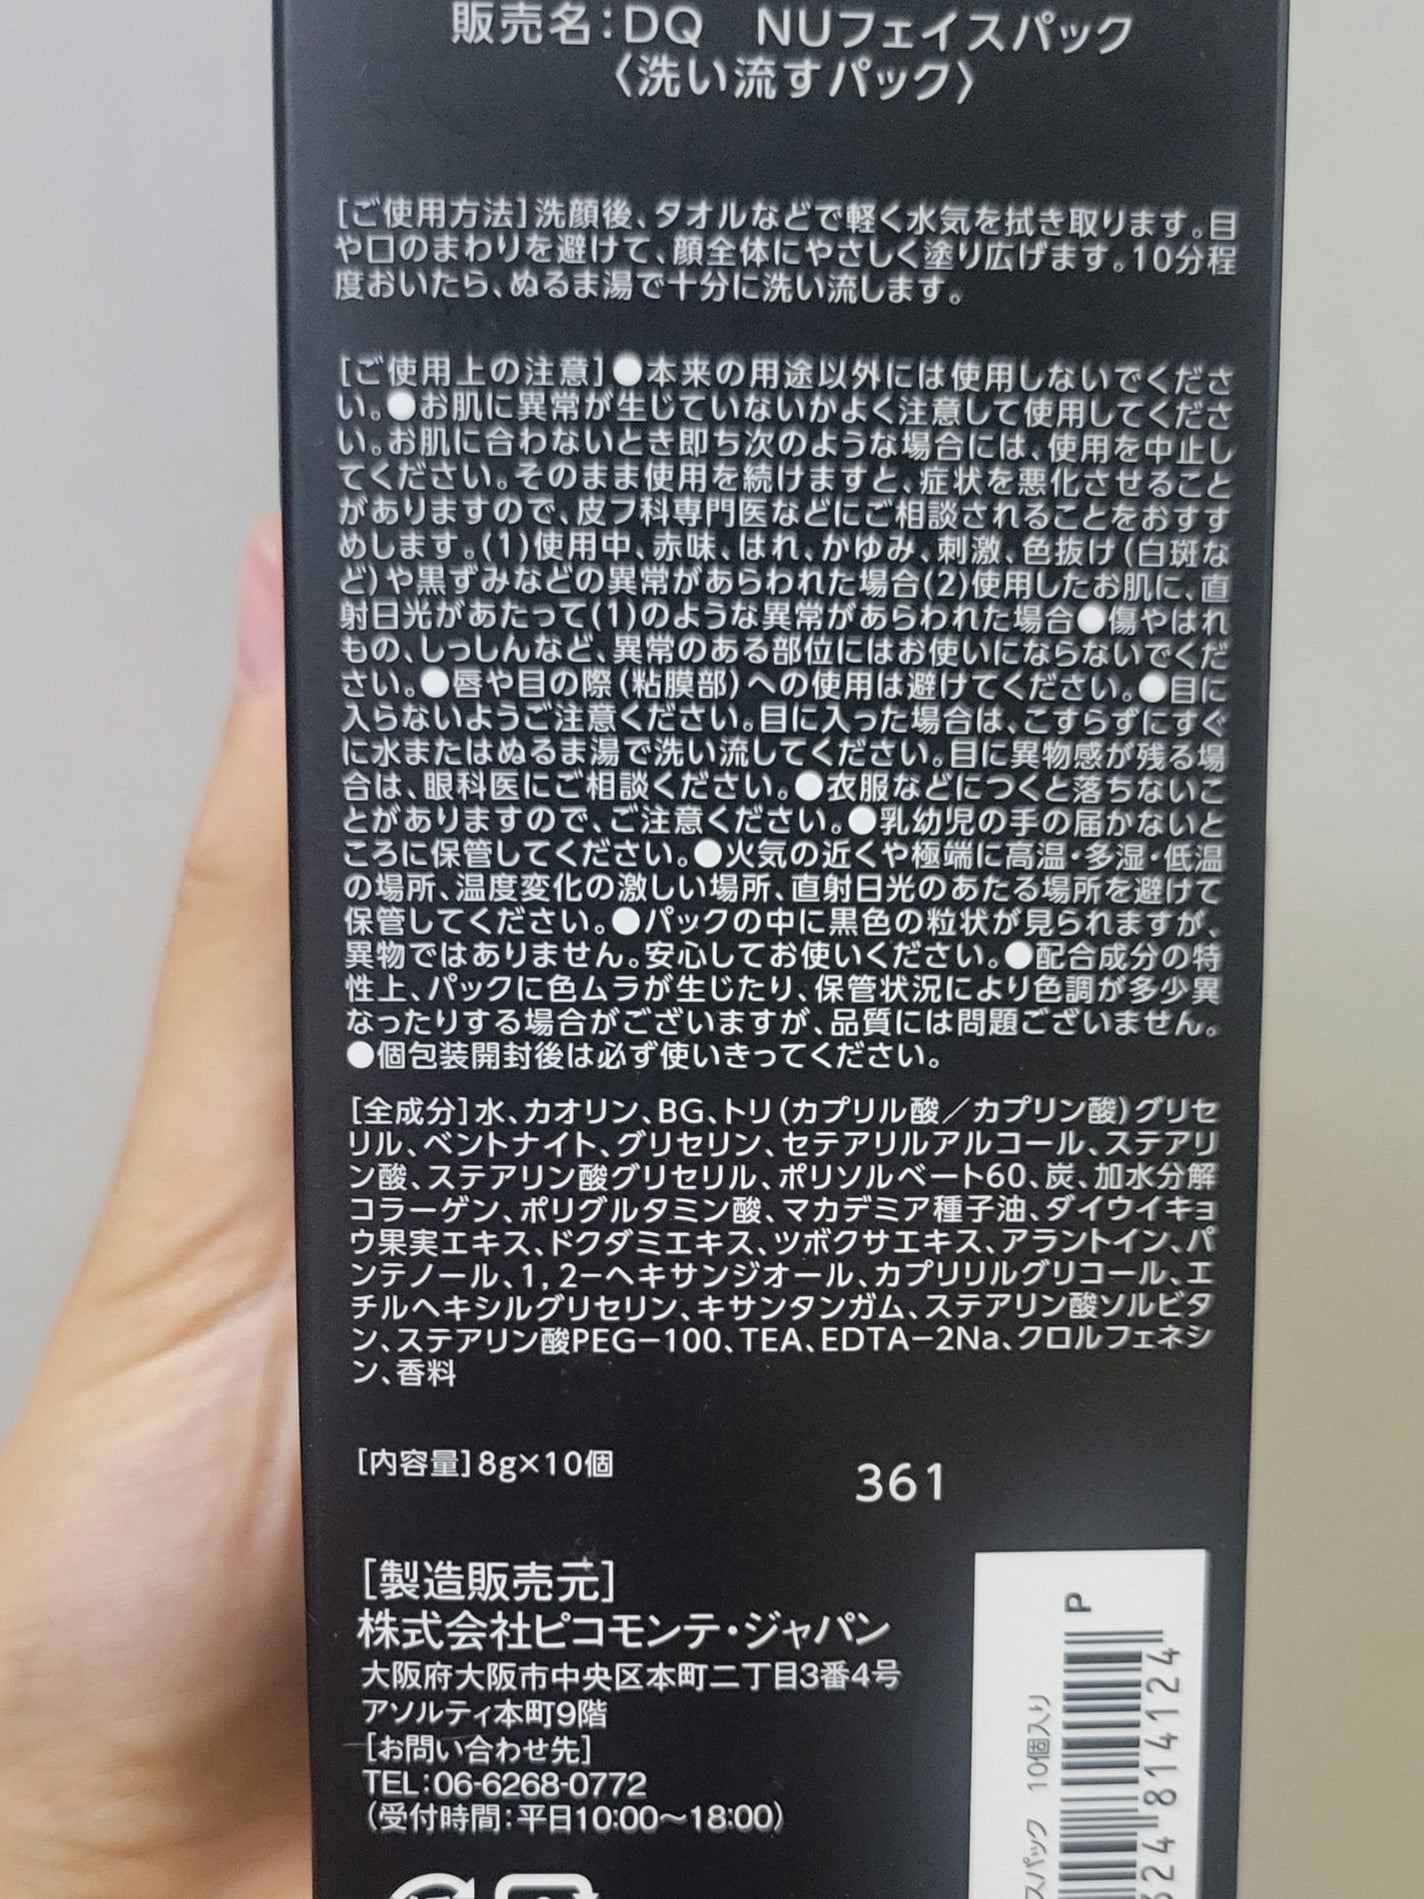 販売名:DQ　NUフェイスパック
〈洗い流すパック〉
[ご使用方法]洗顔後、タオルなどで軽く水気を拭き取ります。目
や口のまわりを避けて、顔全体にやさしく塗り広げます。10分程
度おいたら、ぬるま湯で十分に洗い流します。
[ご使用上の注意]●本来の用途以外には使用しないでくださ
い。●お肌に異常が生じていないかよく注意して使用してくださ
い。お肌に合わないとき即ち次のような場合には、使用を中止し
てください。そのまま使用を続けますと、症状を悪化させること
がありますので、皮フ科専門医などにご相談されることをおすす
めします。(1)使用中、赤味、はれ、かゆみ、刺激、色抜け(白斑な
ど)や黒ずみなどの異常があらわれた場合(2)使用したお肌に、直
射日光があたって(1)のような異常があらわれた場合●傷やはれ
もの、しっしんなど、異常のある部位にはお使いにならないでくだ
さい。●唇や目の際(粘膜部)への使用は避けてください。●目に
入らないようご注意ください。目に入った場合は、こすらずにすぐ
に水またはぬるま湯で洗い流してください。目に異物感が残る場
合は、眼科医にご相談ください。●衣服などにつくと落ちないこ
とがありますので、ご注意ください。●乳幼児の手の届かないと
ころに保管してください。●火気の近くや極端に高温・多湿・低温
の場所、温度変化の激しい場所、直射日光のあたる場所を避けて
保管してください。●パックの中に黒色の粒状が見られますが、
異物ではありません。安心してお使いください。●配合成分の特
性上、パックに色ムラが生じたり、保管状況により色調が多少異
なったりする場合がございますが、品質には問題ございません。
●個包装開封後は必ず使いきってください。
[全成分]水、カオリン、BG、トリ(カプリル酸/カプリン酸)グリセ
リル、ベントナイト、グリセリン、セテアリルアルコール、ステアリ
ン酸、ステアリン酸グリセリル、ポリソルベート60、炭、加水分解
コラーゲン、ポリグルタミン酸、マカデミア種子油、ダイウイキョ
ウ果実エキス、ドクダミエキス、ツボクサエキス、アラントイン、パ
ンテノール、1,2-ヘキサンジオール、カプリリルグリコール、エ
チルヘキシルグリセリン、キサンタンガム、ステアリン酸ソルビタ
ン、ステアリン酸PEG-100、TEA、EDTA-2Na、クロルフェネシ
ン、香料
[内容量]8g×10個
361
[製造販売元]
株式会社ピコモンテ・ジャパン
大阪府大阪市中央区本町二丁目3番4号
アソルティ本町9階
[お問い合わせ先]
TEL:06-6268-0772
(受付時間:平日10:00〜18:00)
P
スパック 10個入り
324 814124